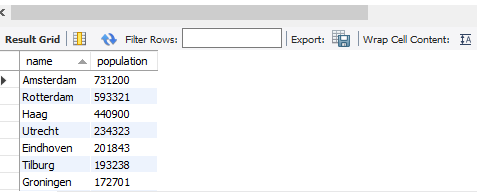 Result Grid Filter Rows: Export: Wrap Cell Content:
name population
Amsterdam 731200
Rotterdam 593321
Haag 440900
Utrecht 234323
Eindhoven 201843
Tilburg 193238
Groningen 172701